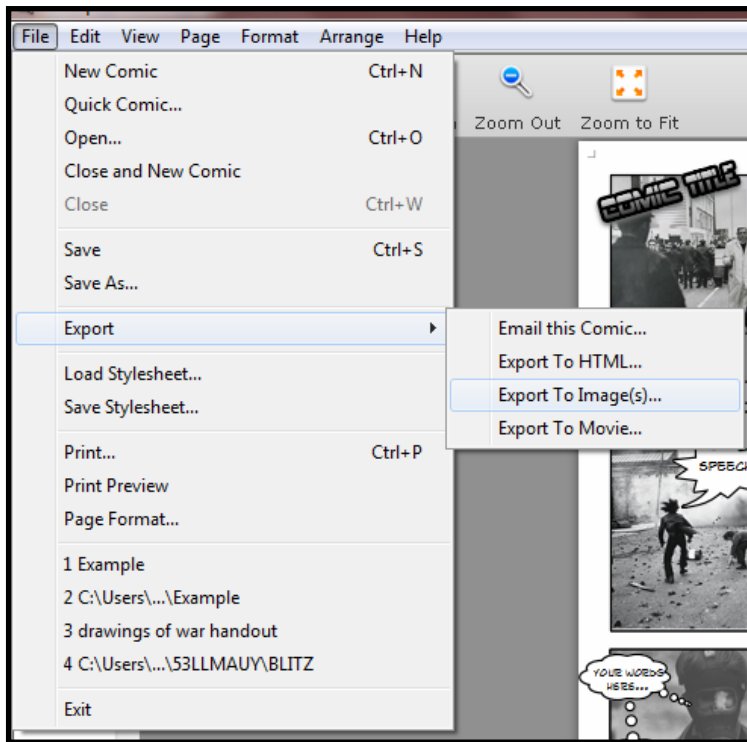 File Edit View Page Format Arrange Help
New Comic Ctrl+N
Quick Comic...
Open... Ctrl+O
Close and New Comic
Close Ctrl+W
Save Ctrl+S
Save As...
Export
Load Stylesheet...
Save Stylesheet...
Print... Ctrl+P
Print Preview
Page Format...
1 Example
2 C:\Users\...\Example
3 drawings of war handout
4 C:\Users\...\53LLMAUY\BLITZ
Exit
Email this Comic...
Export To HTML...
Export To Image(s)...
Export To Movie...
Zoom Out Zoom to Fit
COMIC TITLE
SPEECH
YOUR WORDS
HERE...